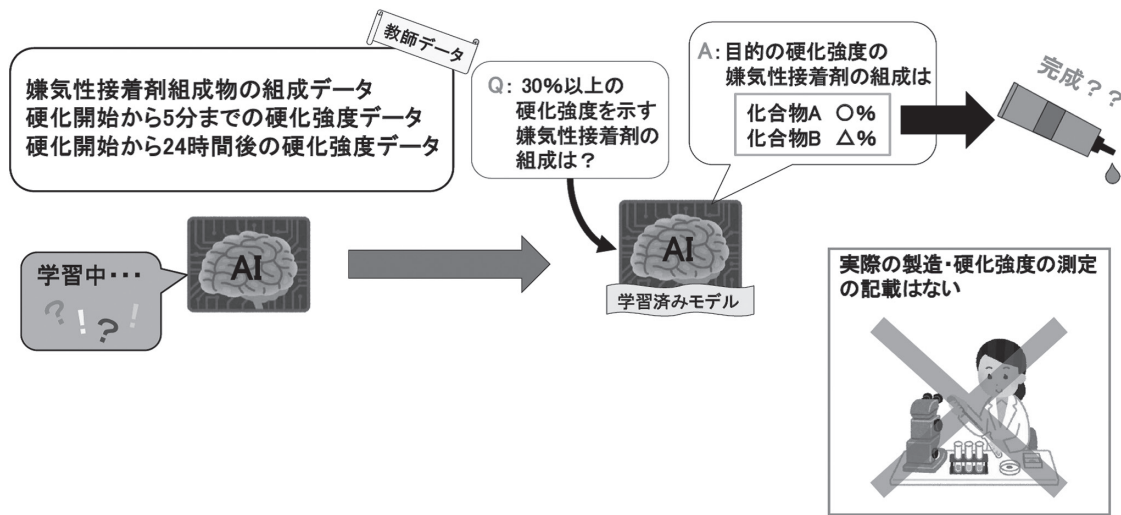 教師データ
嫌気性接着剤組成物の組成データ
硬化開始から5分までの硬化強度データ
硬化開始から24時間後の硬化強度データ
Q: 30%以上の
硬化強度を示す
嫌気性接着剤の
組成は？
A:目的の硬化強度の
嫌気性接着剤の組成は
化合物A 〇%
化合物B △%
完成？？
学習中・・・
? ! ? !
AI
AI
学習済みモデル
実際の製造・硬化強度の測定
の記載はない